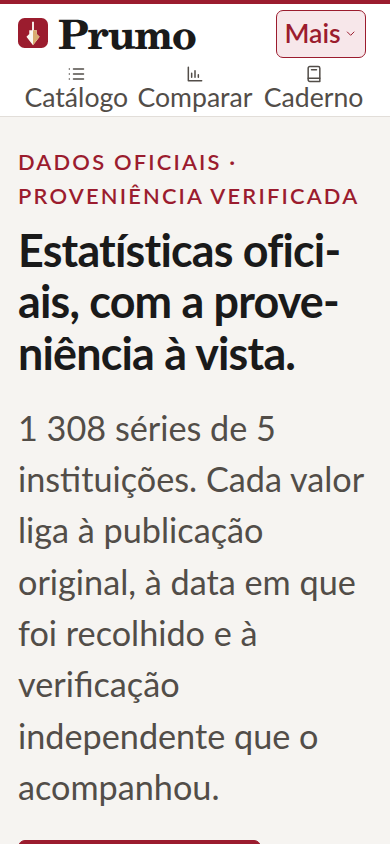 Prumo
Mais
Catálogo Comparar Caderno
DADOS OFICIAIS ·
PROVENIÊNCIA VERIFICADA
Estatísticas ofici-
ais, com a prove-
niência à vista.
1 308 séries de 5
instituições. Cada valor
liga à publicação
original, à data em que
foi recolhido e à
verificação
independente que o
acompanhou.